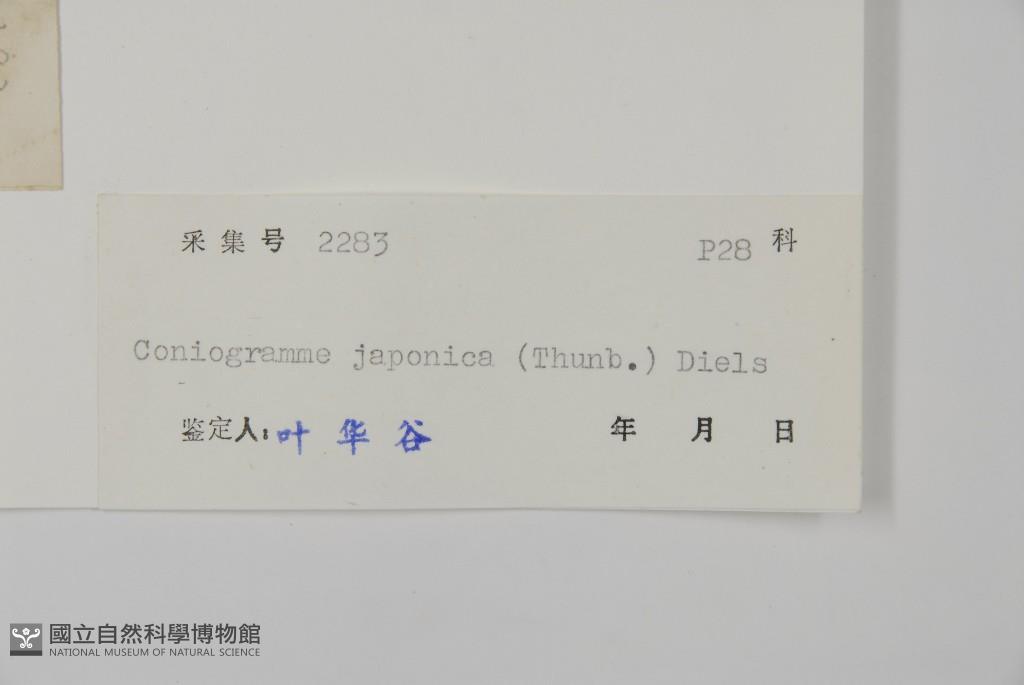 采集号 2283 P28 科
Coniogramme japonica (Thunb.) Diels
鉴定人: 叶华谷 年 月 日
國立自然科學博物館
NATIONAL MUSEUM OF NATURAL SCIENCE